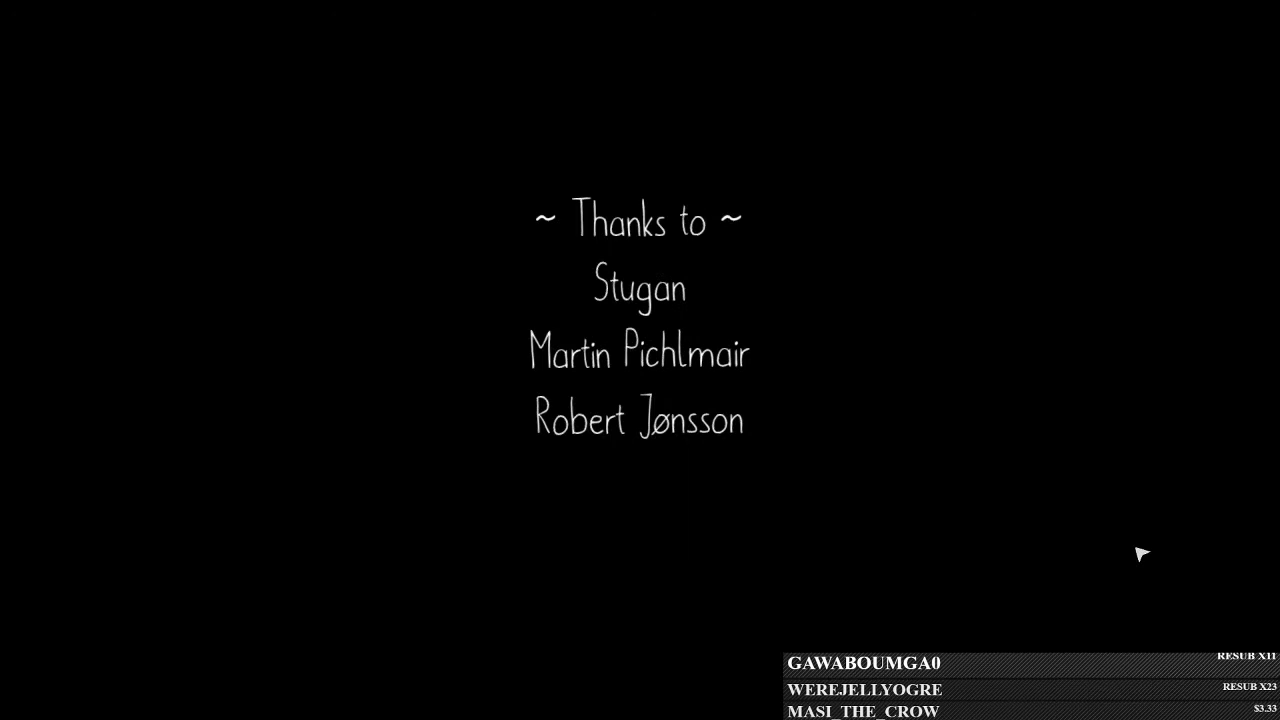 ~ Thanks to ~
Stugan
Martin Pichlmair
Robert Jønsson
GAWABOUMGA0 RESUB X11
WEREJELLYOGRE RESUB X23
MASI_THE_CROW $3.33